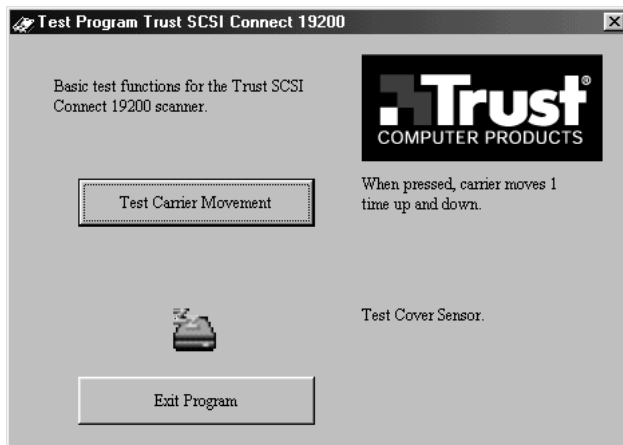 Test Program Trust SCSI Connect 19200
Basic test functions for the Trust SCSI
Connect 19200 scanner.
Trust®
COMPUTER PRODUCTS
Test Carrier Movement
When pressed, carrier moves 1
time up and down.
Test Cover Sensor.
Exit Program